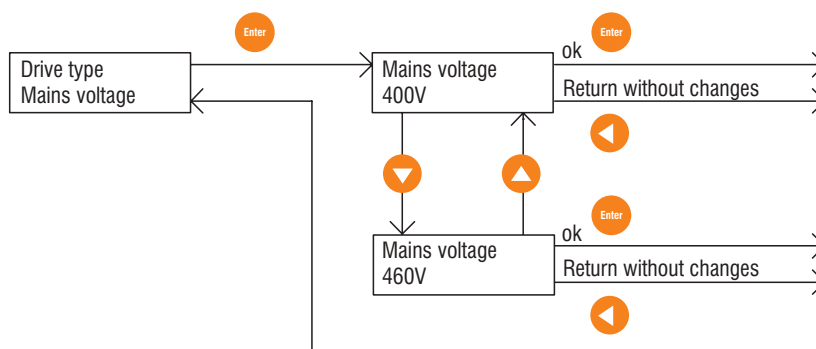 Enter
Drive type
Mains voltage
Mains voltage
400V
ok
Enter
Return without changes
Mains voltage
460V
ok
Enter
Return without changes